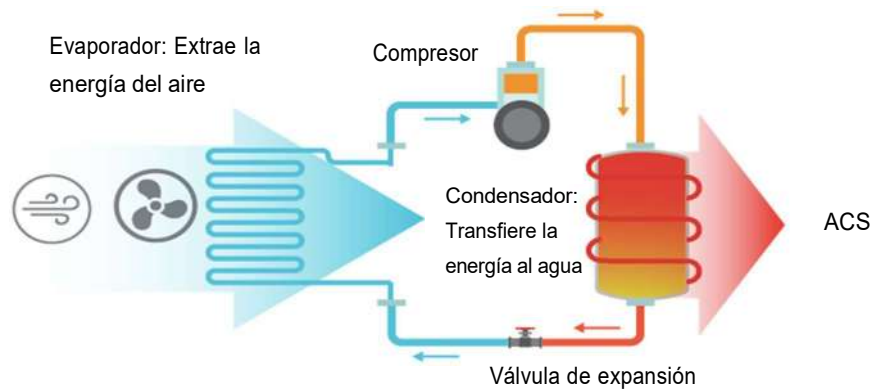 Evaporador: Extrae la
energía del aire
Compresor
Condensador:
Transfiere la
energía al agua
ACS
Válvula de expansión